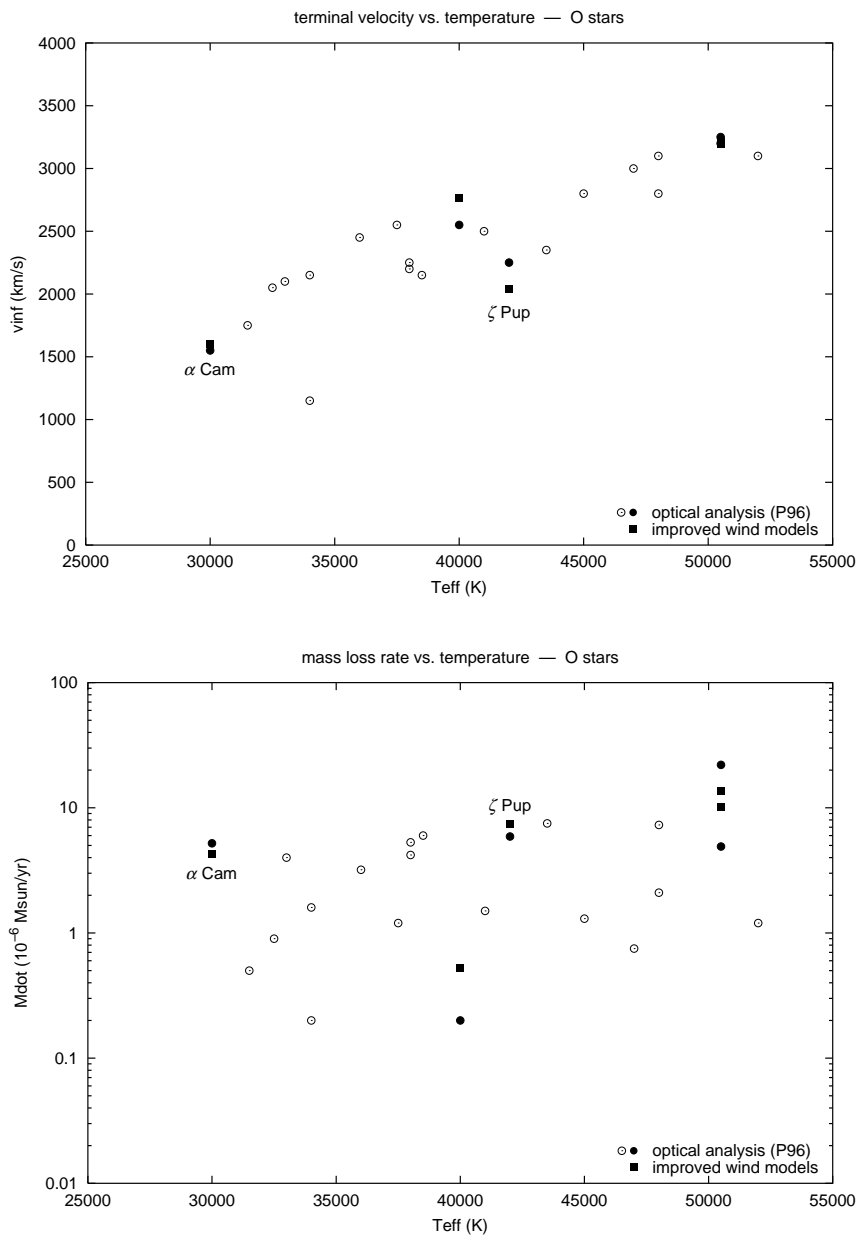 terminal velocity vs. temperature — O stars
4000
3500
3000
2500
2000
1500
1000
500
0
vinf (km/s)
ζ Pup
α Cam
optical analysis (P96)
improved wind models
25000 30000 35000 40000 45000 50000 55000
Teff (K)
mass loss rate vs. temperature — O stars
100
10
1
0.1
0.01
Mdot (10⁻⁶ Msun/yr)
ζ Pup
α Cam
optical analysis (P96)
improved wind models
25000 30000 35000 40000 45000 50000 55000
Teff (K)